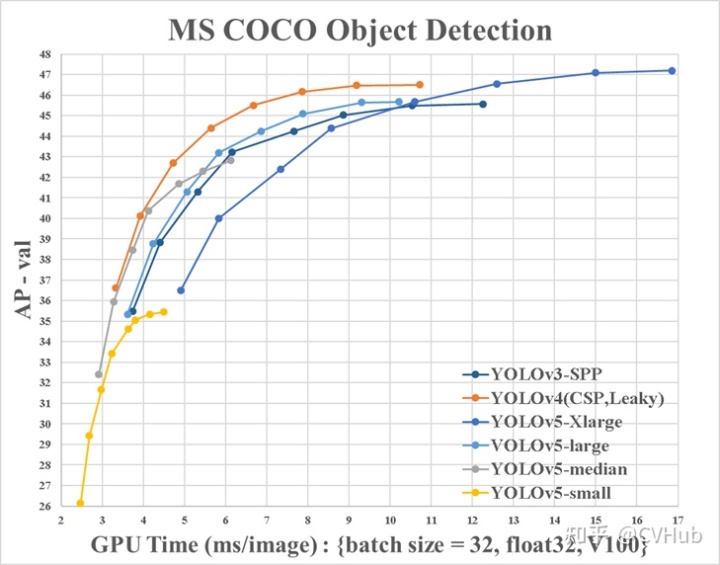 MS COCO Object Detection
48
47
46
45
44
43
42
41
40
39
38
37
36
35
34
33
32
31
30
29
28
27
26
AP - val
YOLOv3-SPP
YOLOv4(CSP,Leaky)
YOLOv5-Xlarge
VOLOv5-large
YOLOv5-median
YOLOv5-small
2 3 4 5 6 7 8 9 10 11 12 13 14 15 16 17
知乎 @CVHub
GPU Time (ms/image) : {batch size = 32, float32, V100}